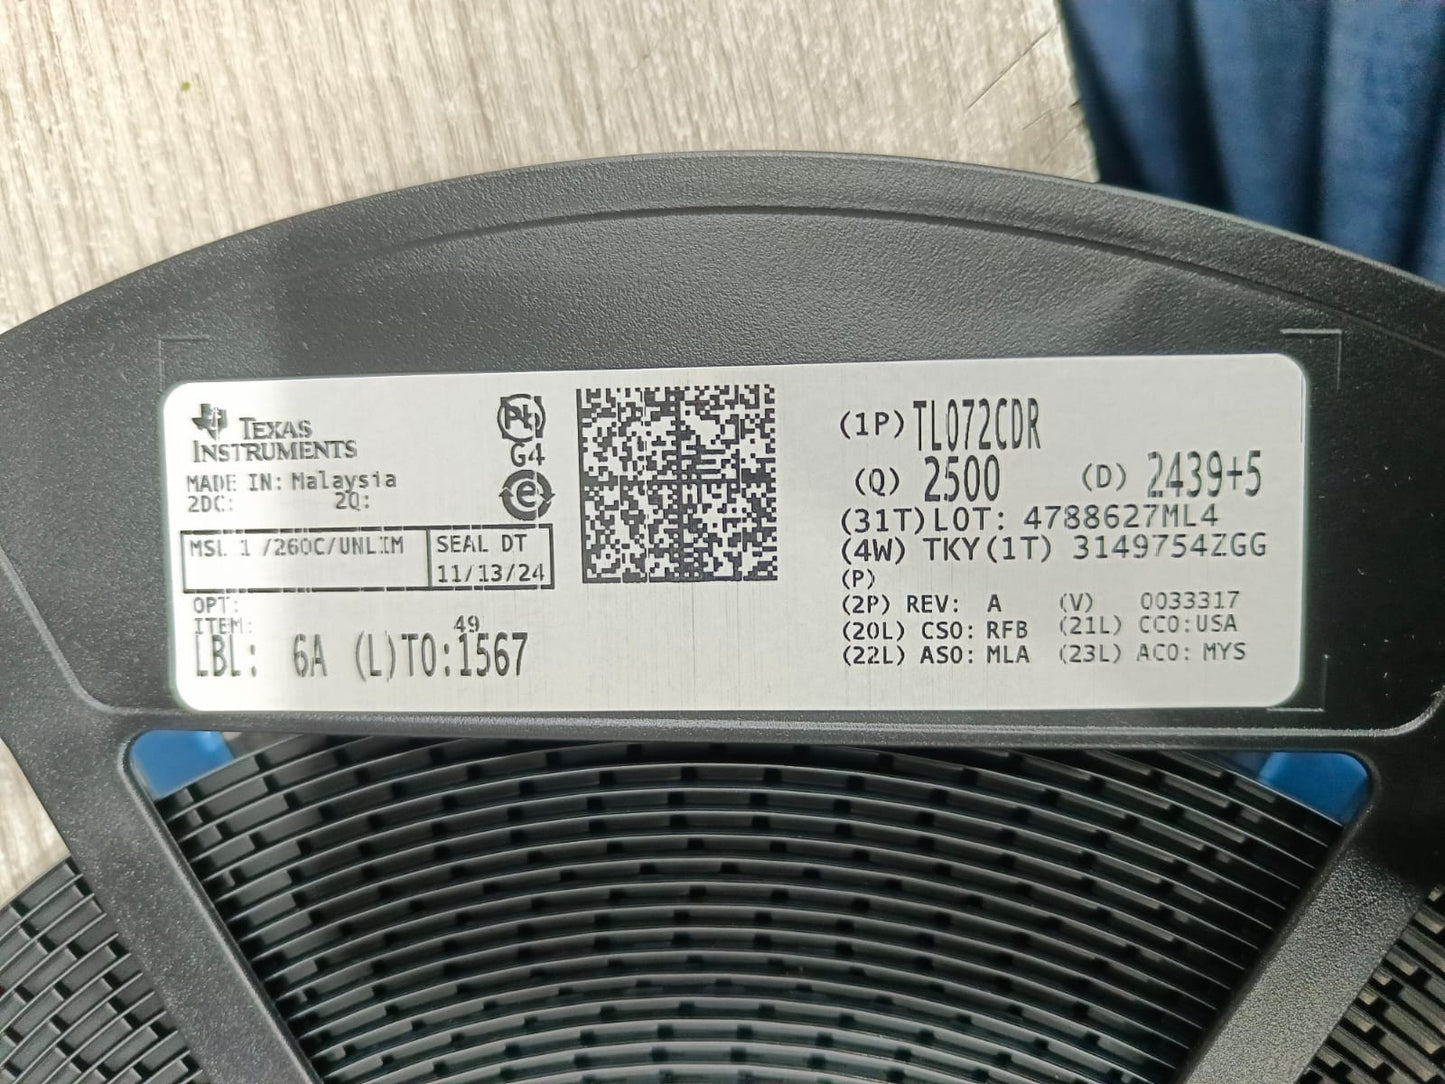 TEXAS
INSTRUMENTS
MADE IN: Malaysia
2DC: 2Q:
MSL 1 /260C/UNLIM
SEAL DT
11/13/24
OPT:
ITEM:
49
LBL: 6A (L)TO:1567
Pb
G4
e
(1P) TL072CDR
(Q) 2500 (D) 2439+5
(31T)LOT: 4788627ML4
(4W) TKY(1T) 3149754ZGG
(P)
(2P) REV: A (V) 0033317
(20L) CSO: RFB (21L) CCO:USA
(22L) ASO: MLA (23L) ACO: MYS